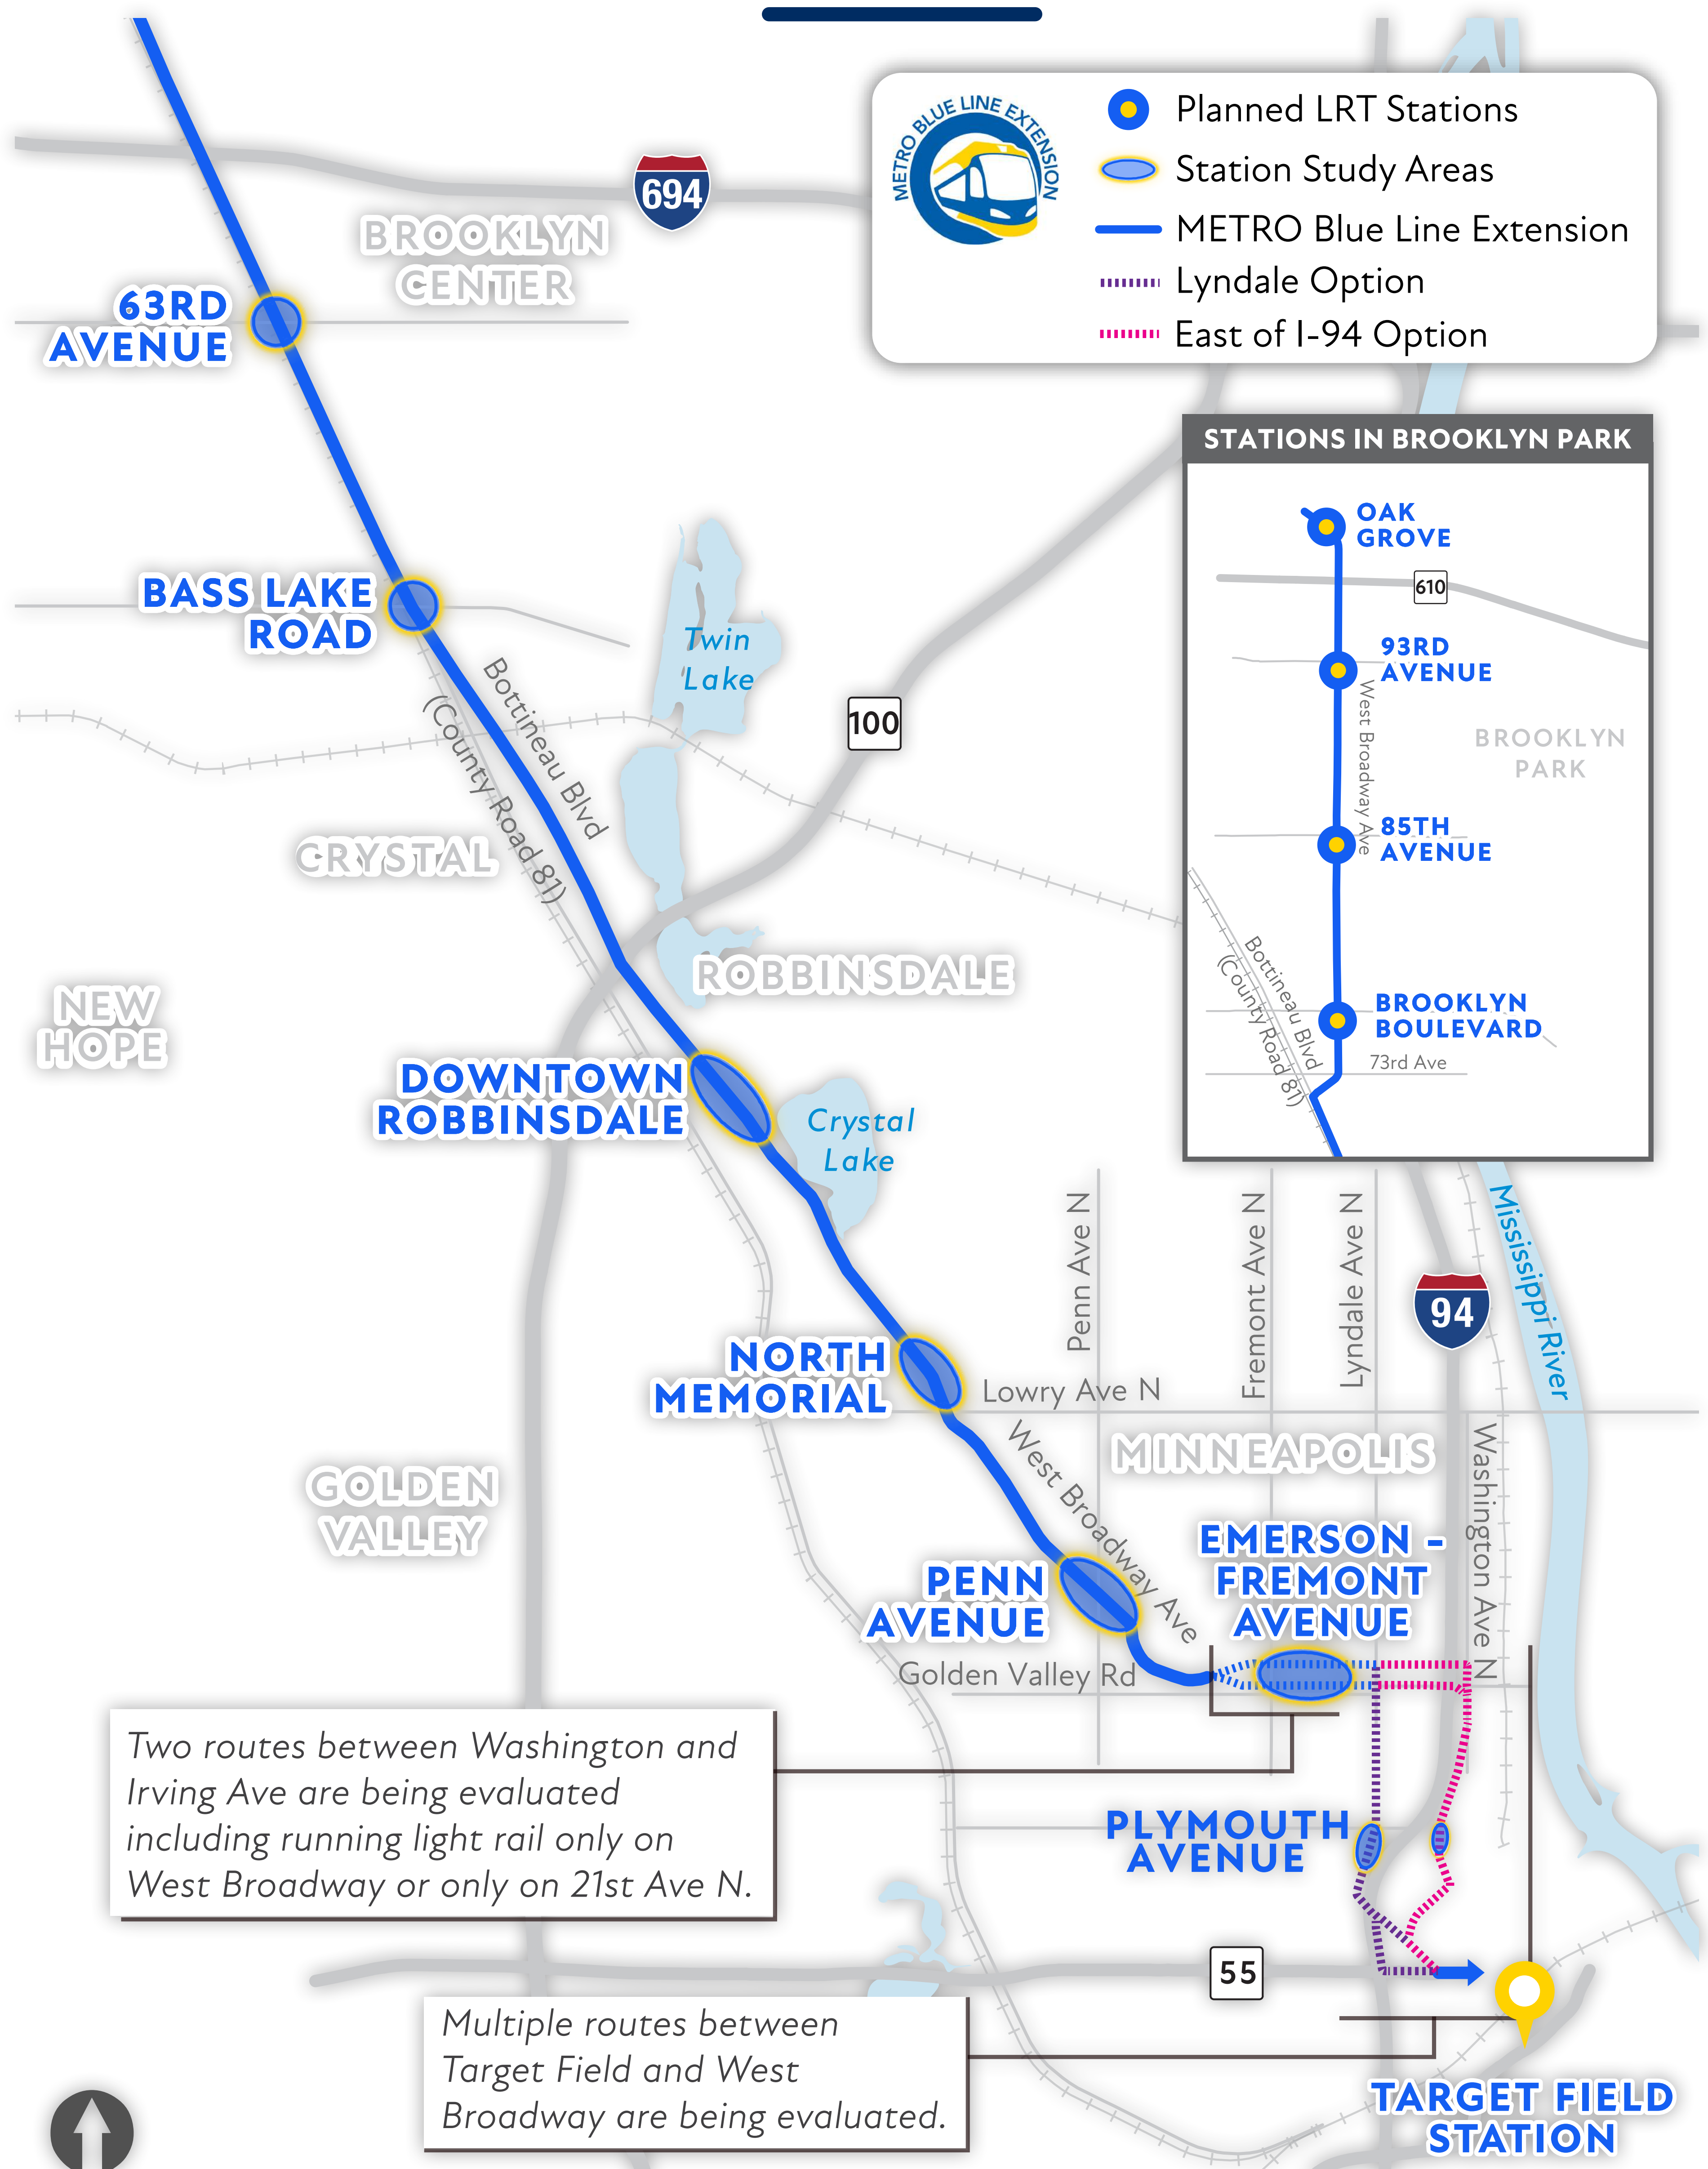 METRO BLUE LINE EXTENSION
Planned LRT Stations
Station Study Areas
METRO Blue Line Extension
Lyndale Option
East of I-94 Option
694
BROOKLYN
CENTER
63RD
AVENUE
STATIONS IN BROOKLYN PARK
OAK
GROVE
610
93RD
AVENUE
West Broadway Ave
BROOKLYN
PARK
85TH
AVENUE
Bottineau Blvd
(County Road 81)
BROOKLYN
BOULEVARD
73rd Ave
BASS LAKE
ROAD
Twin
Lake
Bottineau Blvd
(County Road 81)
100
CRYSTAL
ROBBINSDALE
NEW
HOPE
DOWNTOWN
ROBBINSDALE
Crystal
Lake
Penn Ave N
Fremont Ave N
Lyndale Ave N
94
Mississippi River
NORTH
MEMORIAL
Lowry Ave N
MINNEAPOLIS
West Broadway Ave
Washington Ave N
GOLDEN
VALLEY
EMERSON -
FREMONT
AVENUE
PENN
AVENUE
Golden Valley Rd
Two routes between Washington and
Irving Ave are being evaluated
including running light rail only on
West Broadway or only on 21st Ave N.
PLYMOUTH
AVENUE
55
Multiple routes between
Target Field and West
Broadway are being evaluated.
TARGET FIELD
STATION